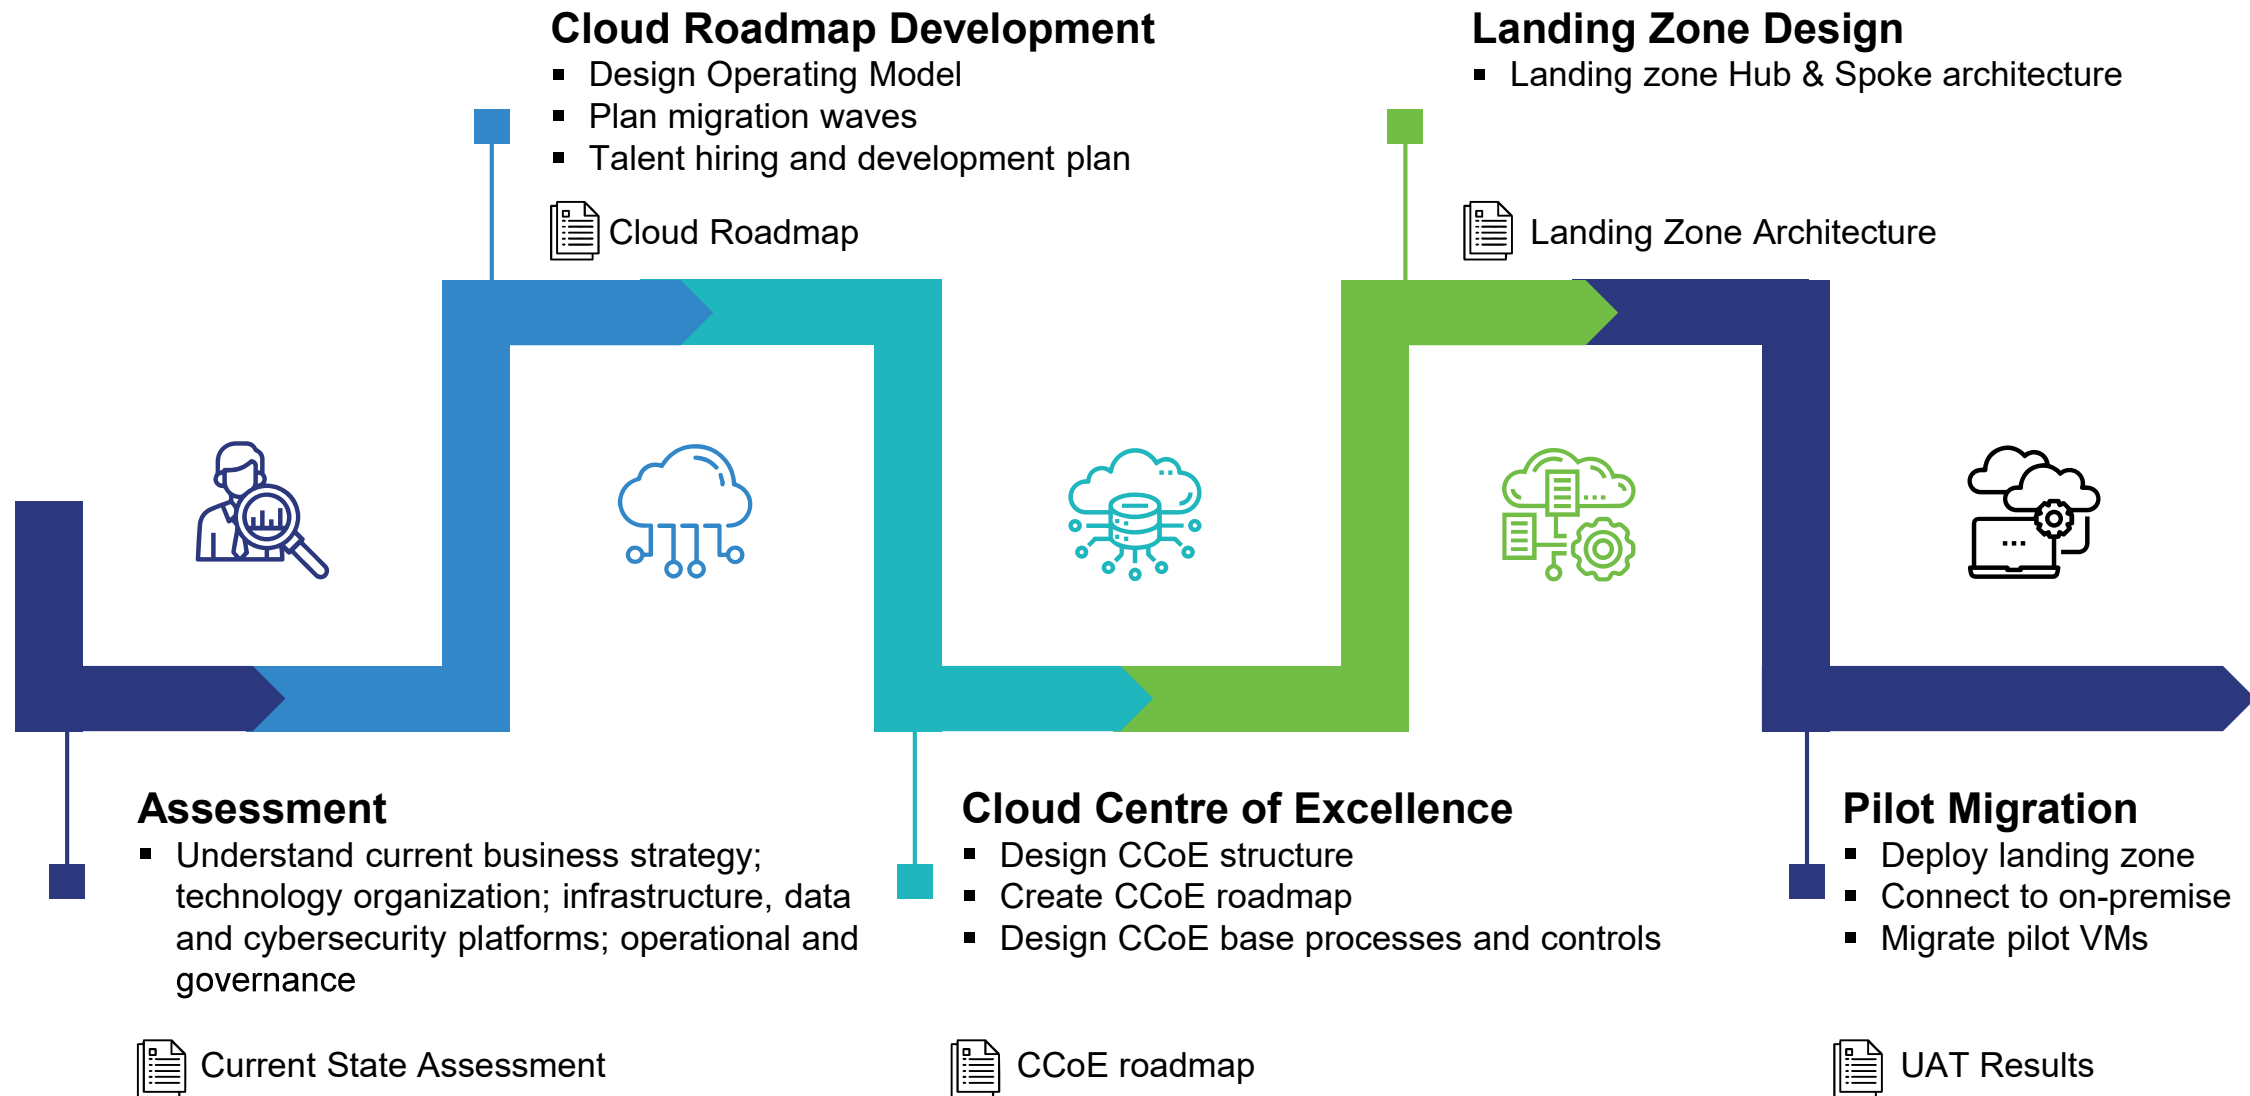 Cloud Roadmap Development
▪ Design Operating Model
▪ Plan migration waves
▪ Talent hiring and development plan
Cloud Roadmap
Landing Zone Design
▪ Landing zone Hub & Spoke architecture
Landing Zone Architecture
Assessment
▪ Understand current business strategy;
technology organization; infrastructure, data
and cybersecurity platforms; operational and
governance
Current State Assessment
Cloud Centre of Excellence
▪ Design CCoE structure
▪ Create CCoE roadmap
▪ Design CCoE base processes and controls
CCoE roadmap
Pilot Migration
▪ Deploy landing zone
▪ Connect to on-premise
▪ Migrate pilot VMs
UAT Results